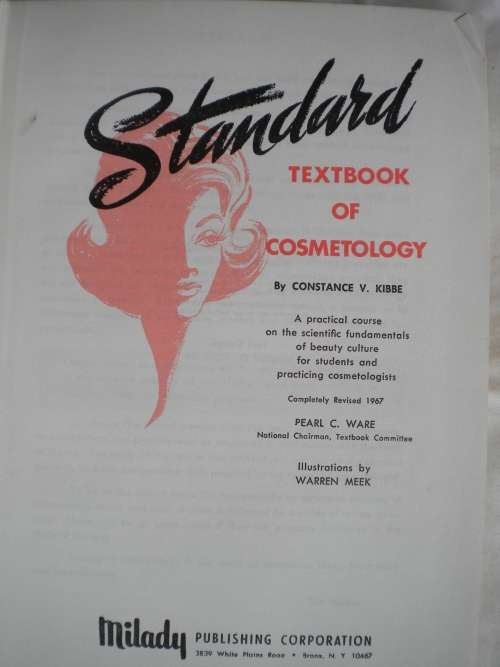 Standard
TEXTBOOK
OF
COSMETOLOGY
By CONSTANCE V. KIBBE
A practical course
on the scientific fundamentals
of beauty culture
for students and
practicing cosmetologists
Completely Revised 1967
PEARL C. WARE
National Chairman, Textbook Committee
Illustrations by
WARREN MEEK
Milady PUBLISHING CORPORATION
3839 White Plains Road • Bronx, N. Y. 10467